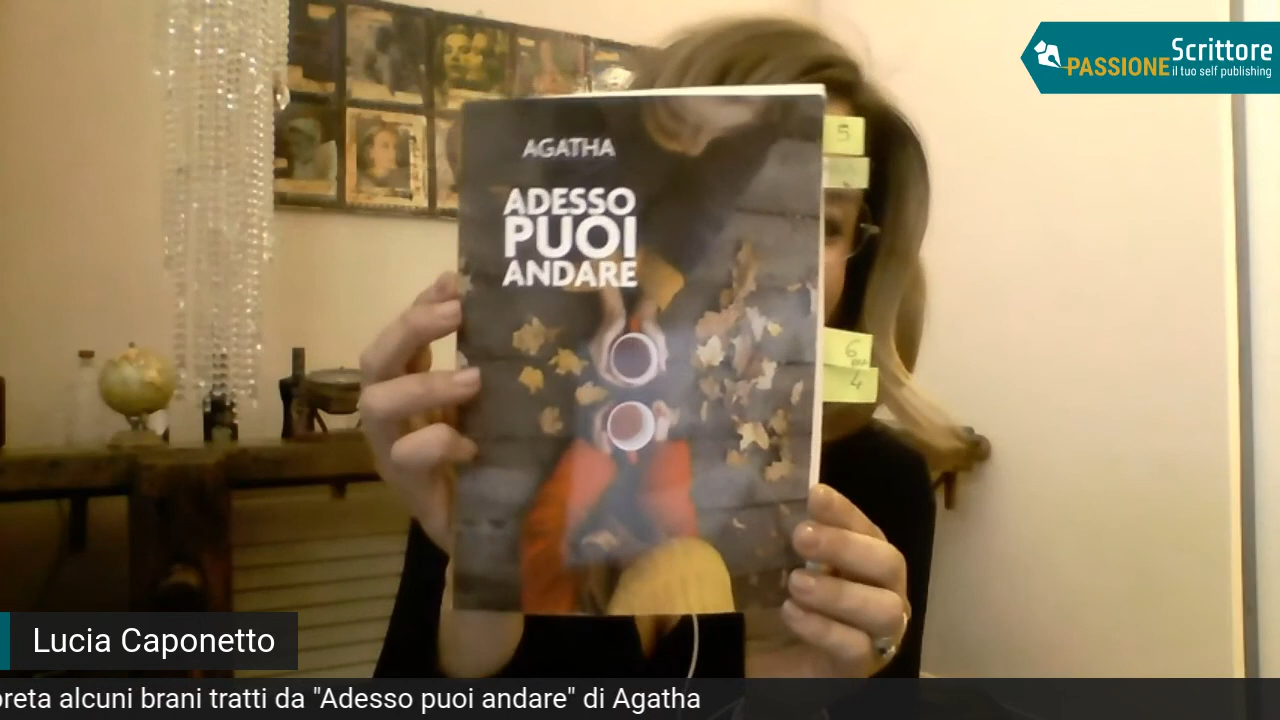 PASSIONE Scrittore
il tuo self publishing
AGATHA
ADESSO
PUOI
ANDARE
5
6
4
Lucia Caponetto
preta alcuni brani tratti da "Adesso puoi andare" di Agatha